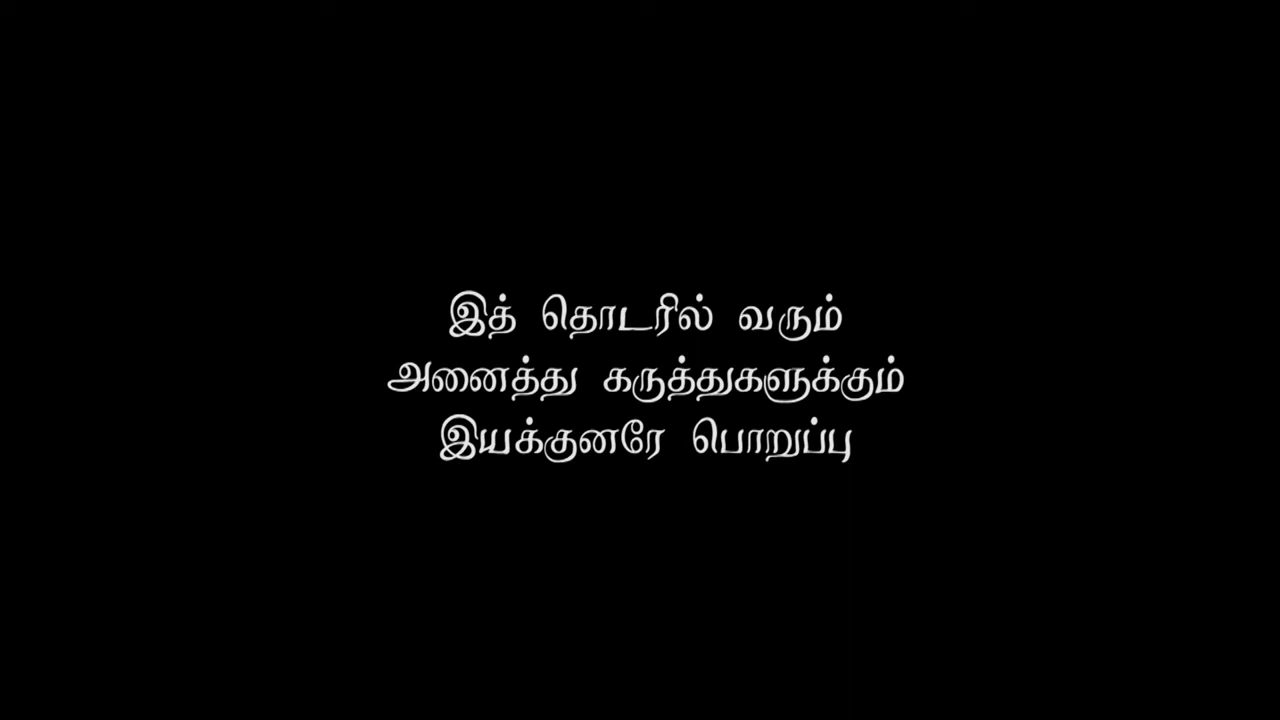 இத் தொடரில் வரும்
அனைத்து கருத்துகளுக்கும்
இயக்குனரே பொறுப்பு